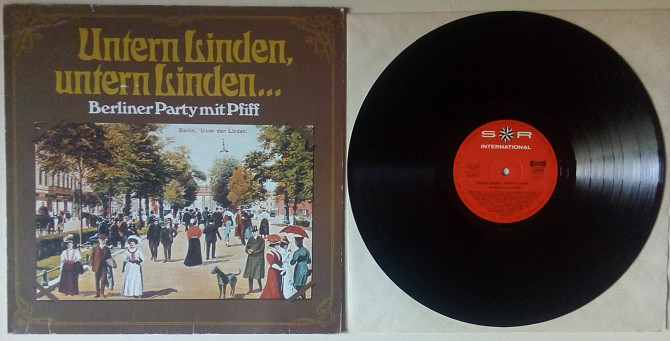 Untern Linden,
untern Linden...
Berliner Party mit Pfiff
Berlin. Unter den Linden.
S R
INTERNATIONAL